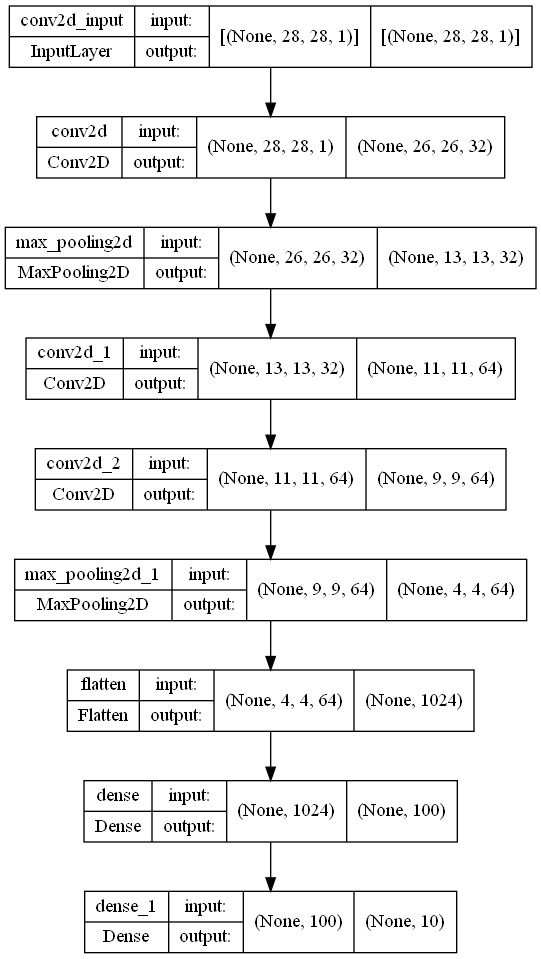 conv2d_input input: [(None, 28, 28, 1)] [(None, 28, 28, 1)]
InputLayer output:
conv2d input: (None, 28, 28, 1) (None, 26, 26, 32)
Conv2D output:
max_pooling2d input: (None, 26, 26, 32) (None, 13, 13, 32)
MaxPooling2D output:
conv2d_1 input: (None, 13, 13, 32) (None, 11, 11, 64)
Conv2D output:
conv2d_2 input: (None, 11, 11, 64) (None, 9, 9, 64)
Conv2D output:
max_pooling2d_1 input: (None, 9, 9, 64) (None, 4, 4, 64)
MaxPooling2D output:
flatten input: (None, 4, 4, 64) (None, 1024)
Flatten output:
dense input: (None, 1024) (None, 100)
Dense output:
dense_1 input: (None, 100) (None, 10)
Dense output: